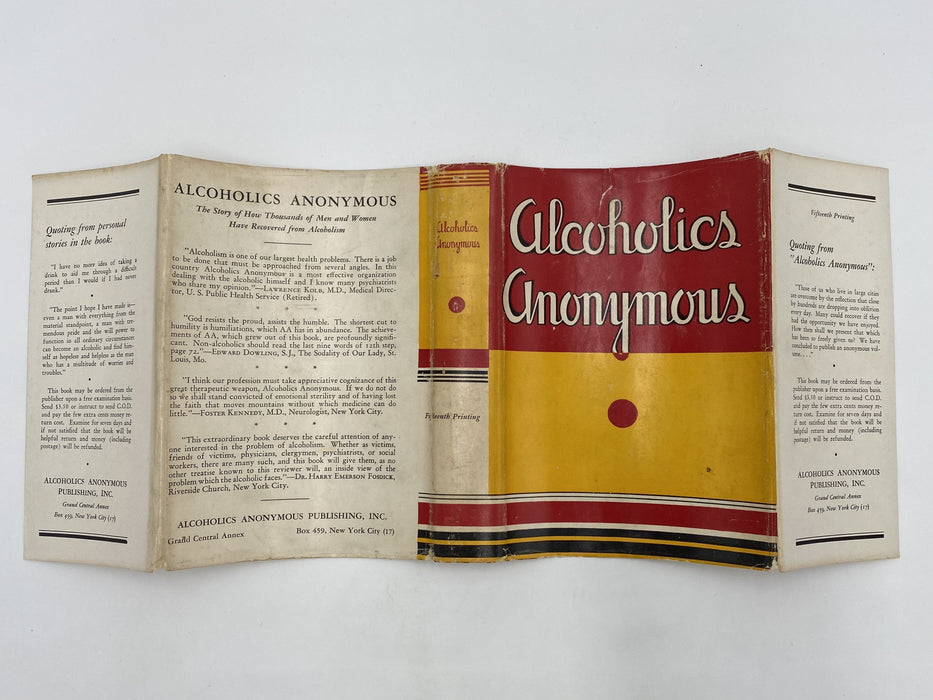 Quoting from personal
stories in the book:
"I have no more idea of taking a
drink to aid me through a difficult
period than I would if I had never
drunk."
"The point I hope I have made is—
even a man with everything from the
material standpoint, a man with tre-
mendous pride and the will power to
function in all ordinary circumstances
can become an alcoholic and find him-
self as hopeless and helpless as the man
who has a multitude of worries and
troubles."
This book may be ordered from the
publisher upon a free examination basis.
Send $3.50 or instruct to send C.O.D.
and pay the few extra cents money re-
turn cost. Examine for seven days and
if not satisfied that the book will be
helpful return and money (including
postage) will be refunded.
ALCOHOLICS ANONYMOUS
PUBLISHING, INC.
Grand Central Annex
Box 459, New York City (17)
ALCOHOLICS ANONYMOUS
The Story of How Thousands of Men and Women
Have Recovered from Alcoholism
"Alcoholism is one of our largest health problems. There is a job
to be done that must be approached from several angles. In this
country Alcoholics Anonymous is a most effective organization
dealing with the alcoholic himself and I know many psychiatrists
who share my opinion."—LAWRENCE KOLB, M.D., Medical Direc-
tor, U. S. Public Health Service (Retired).
* * *
"God resists the proud, assists the humble. The shortest cut to
humility is humiliations, which AA has in abundance. The achieve-
ments of AA, which grew out of this book, are profoundly signifi-
cant. Non-alcoholics should read the last nine words of 12th step,
page 72."—EDWARD DOWLING, S.J., The Sodality of Our Lady, St.
Louis, Mo.
* * *
"I think our profession must take appreciative cognizance of this
great therapeutic weapon, Alcoholics Anonymous. If we do not do
so we shall stand convicted of emotional sterility and of having lost
the faith that moves mountains without which medicine can do
little."—FOSTER KENNEDY, M.D., Neurologist, New York City.
* * *
"This extraordinary book deserves the careful attention of any-
one interested in the problem of alcoholism. Whether as victims,
friends of victims, physicians, clergymen, psychiatrists, or social
workers, there are many such, and this book will give them, as no
other treatise known to this reviewer will, an inside view of the
problem which the alcoholic faces."—DR. HARRY EMERSON FOSDICK,
Riverside Church, New York City.
ALCOHOLICS ANONYMOUS PUBLISHING, INC.
Grand Central Annex Box 459, New York City (17)
Alcoholics
Anonymous
Fifteenth Printing
Alcoholics
Anonymous
Fifteenth Printing
Quoting from
"Alcoholics Anonymous":
"Those of us who live in large cities
are overcome by the reflection that close
by hundreds are dropping into oblivion
every day. Many could recover if they
had the opportunity we have enjoyed.
How then shall we present that which
has been so freely given us? We have
concluded to publish an anonymous vol-
ume. . . ."
This book may be ordered from the
publisher upon a free examination basis.
Send $3.50 or instruct to send C.O.D.
and pay the few extra cents money re-
turn cost. Examine for seven days and
if not satisfied that the book will be
helpful return and money (including
postage) will be refunded.
ALCOHOLICS ANONYMOUS
PUBLISHING, INC.
Grand Central Annex
Box 459, New York City (17)